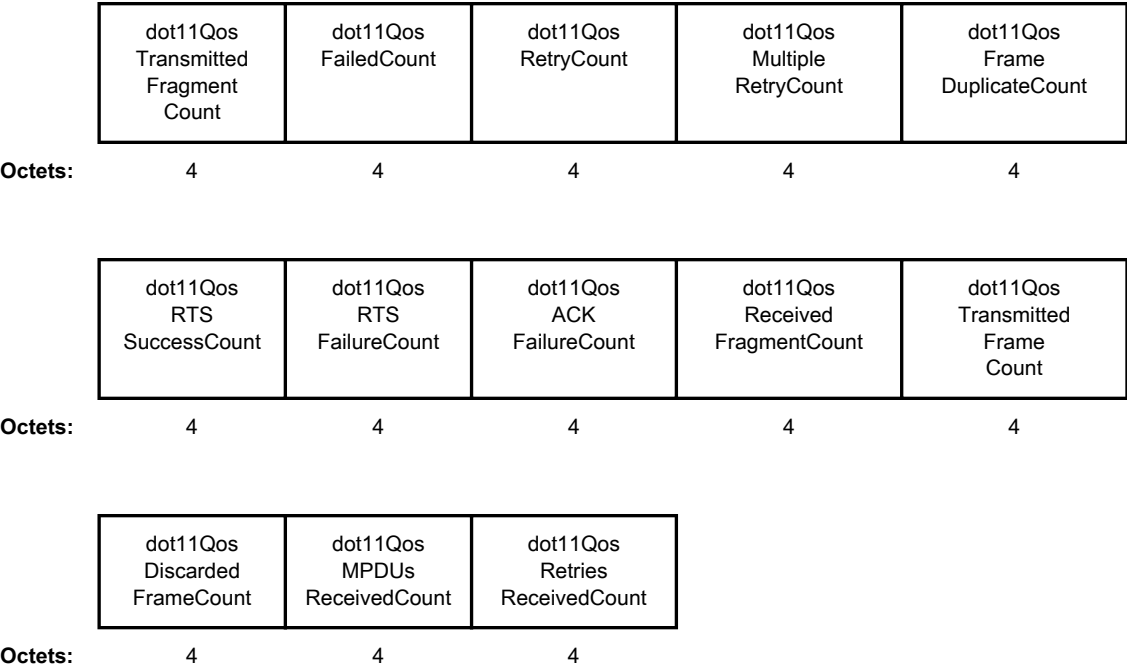 dot11Qos
Transmitted
Fragment
Count
dot11Qos
FailedCount
dot11Qos
RetryCount
dot11Qos
Multiple
RetryCount
dot11Qos
Frame
DuplicateCount
Octets: 4 4 4 4 4
dot11Qos
RTS
SuccessCount
dot11Qos
RTS
FailureCount
dot11Qos
ACK
FailureCount
dot11Qos
Received
FragmentCount
dot11Qos
Transmitted
Frame
Count
Octets: 4 4 4 4 4
dot11Qos
Discarded
FrameCount
dot11Qos
MPDUs
ReceivedCount
dot11Qos
Retries
ReceivedCount
Octets: 4 4 4